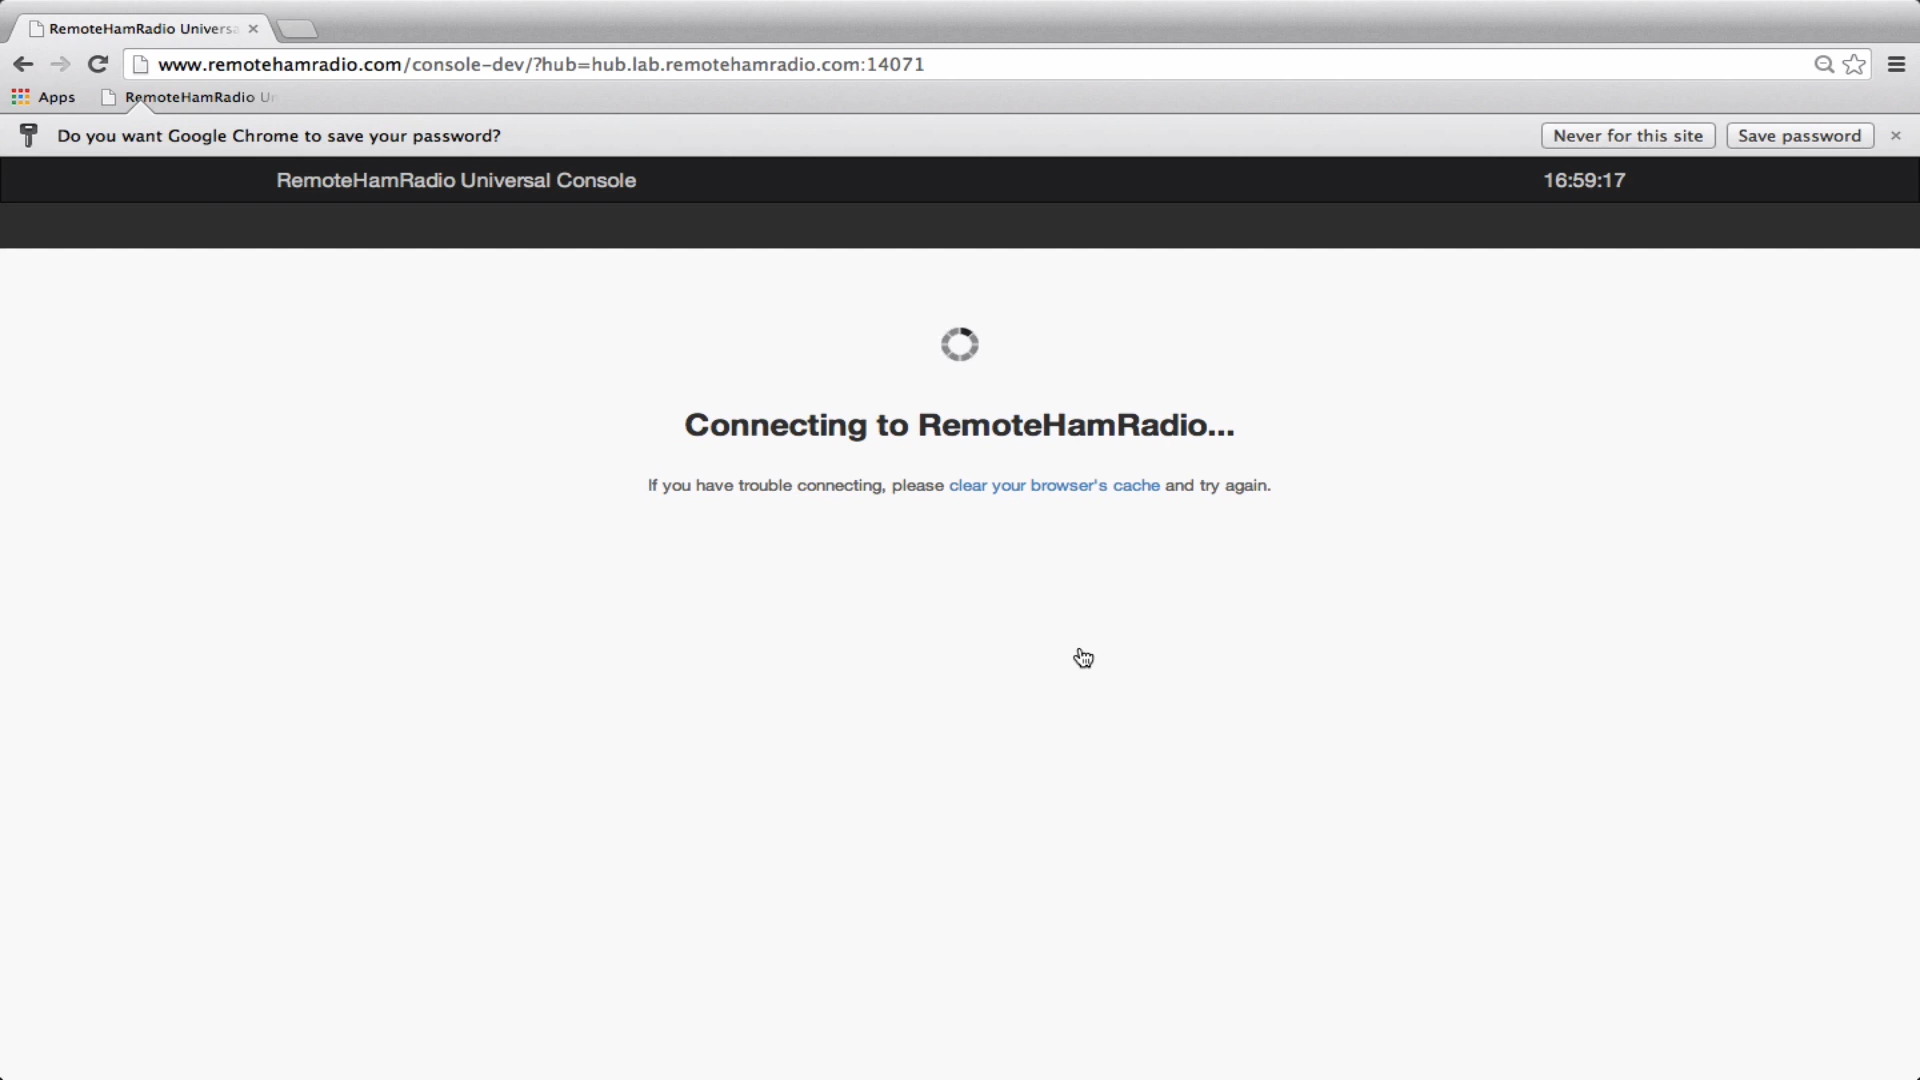 RemoteHamRadio Univers
www.remotehamradio.com/console-dev/?hub=hub.lab.remotehamradio.com:14071
Apps RemoteHamRadio Un
Do you want Google Chrome to save your password? Never for this site Save password
RemoteHamRadio Universal Console 16:59:17
Connecting to RemoteHamRadio...
If you have trouble connecting, please clear your browser's cache and try again.